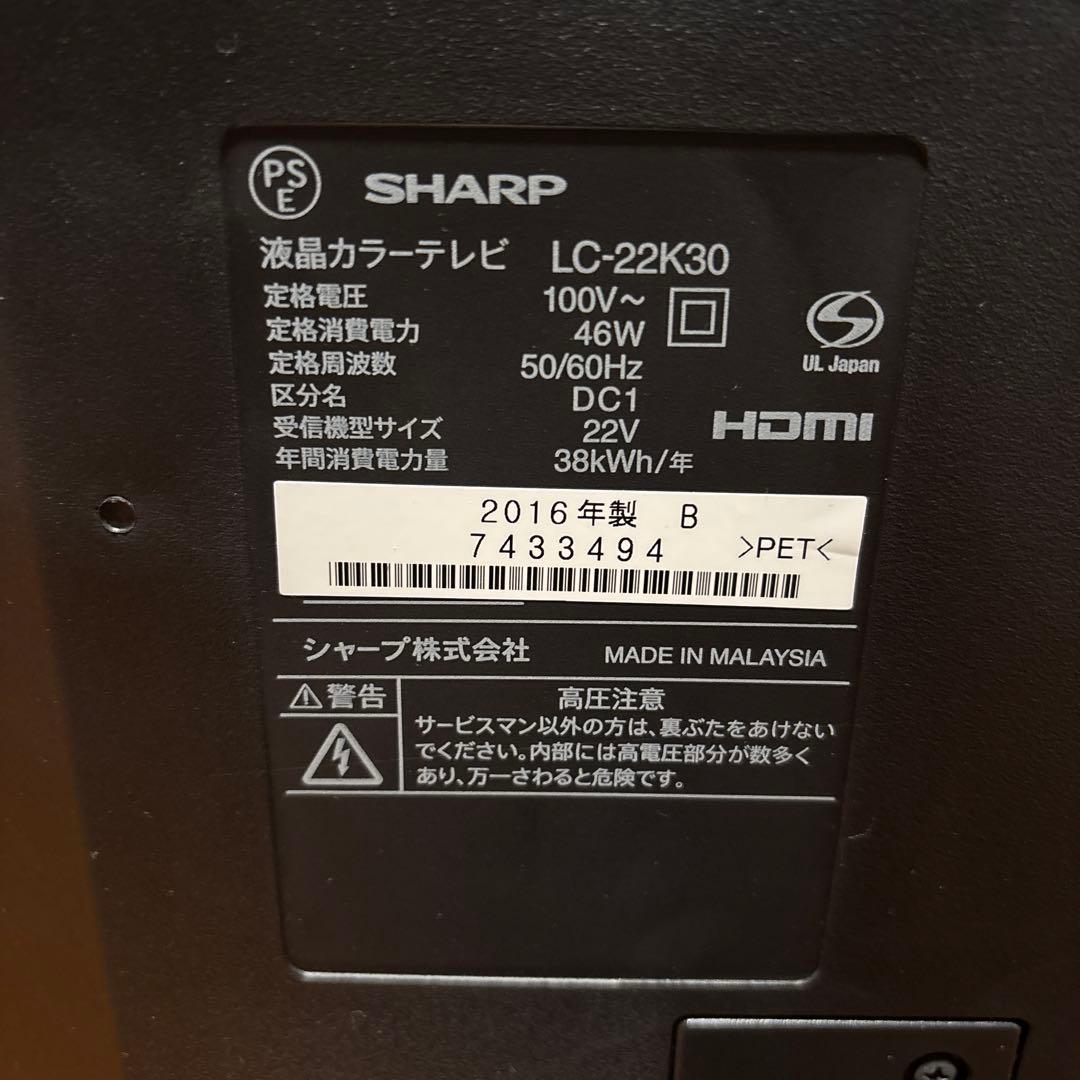 PSE SHARP
液晶カラーテレビ LC-22K30
定格電圧 100V～
定格消費電力 46W
定格周波数 50/60Hz
区分名 DC1
受信機型サイズ 22V
年間消費電力量 38kWh/年
UL Japan
HDMI
2016年製 B
7433494 >PET<
シャープ株式会社 MADE IN MALAYSIA
⚠警告 高圧注意
サービスマン以外の方は、裏ぶたをあけない
でください。内部には高電圧部分が数多く
あり、万一さわると危険です。